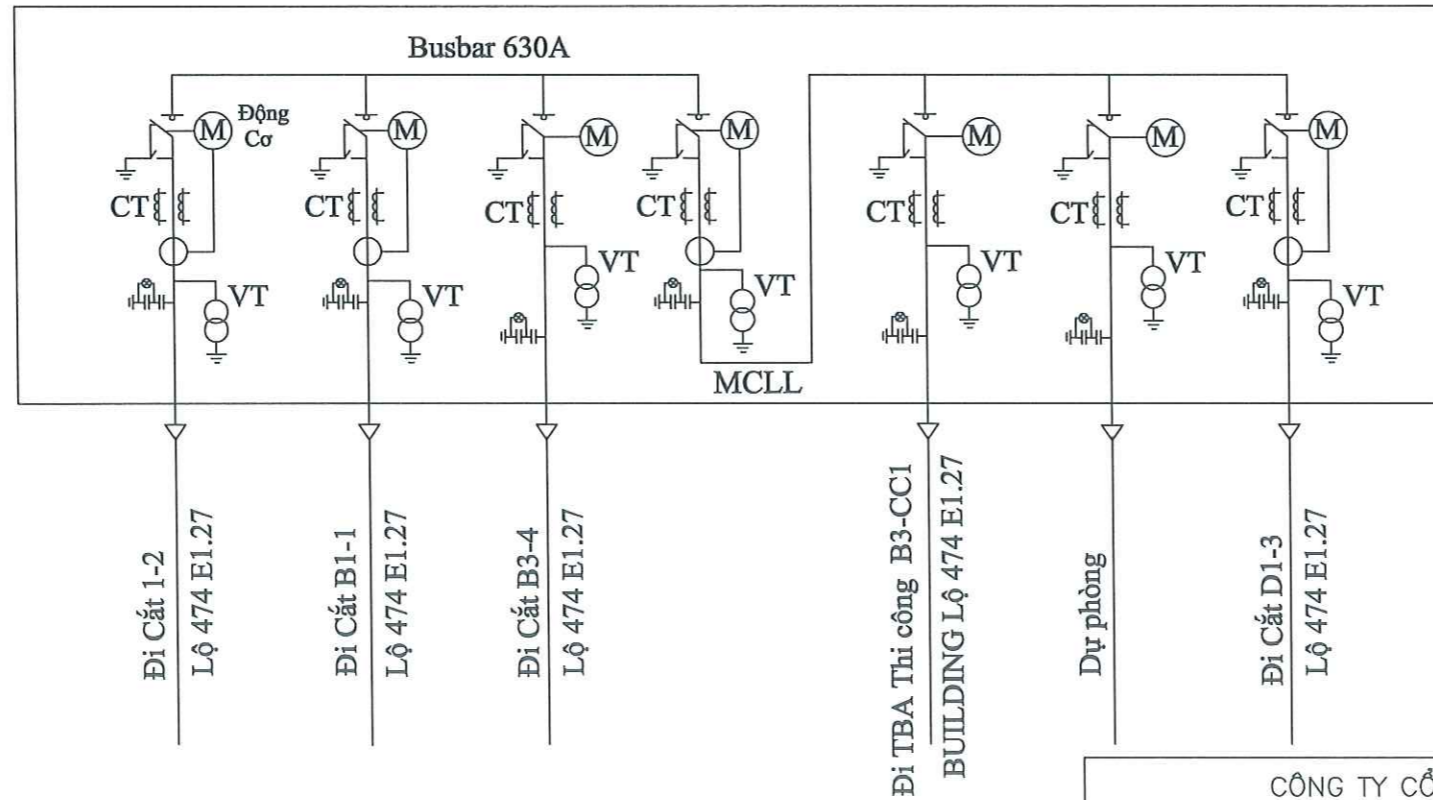 Busbar 630A
Động
Cơ
M
M
M
M
M
M
M
CT
CT
CT
CT
CT
CT
CT
VT
VT
VT
VT
VT
VT
VT
MCLL
Đi Cắt 1-2
Lộ 474 E1.27
Đi Cắt B1-1
Lộ 474 E1.27
Đi Cắt B3-4
Lộ 474 E1.27
Đi TBA Thi công B3-CC1
BUILDING Lộ 474 E1.27
Dự phòng
Đi Cắt D1-3
Lộ 474 E1.27
CÔNG TY CỔ